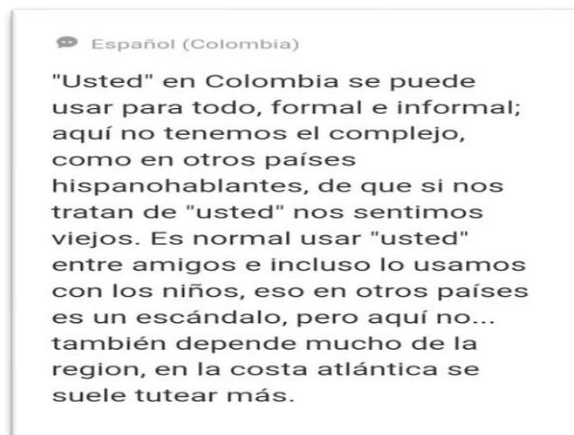 Español (Colombia)
"Usted" en Colombia se puede
usar para todo, formal e informal;
aquí no tenemos el complejo,
como en otros países
hispanohablantes, de que si nos
tratan de "usted" nos sentimos
viejos. Es normal usar "usted"
entre amigos e incluso lo usamos
con los niños, eso en otros países
es un escándalo, pero aquí no...
también depende mucho de la
region, en la costa atlántica se
suele tutear más.